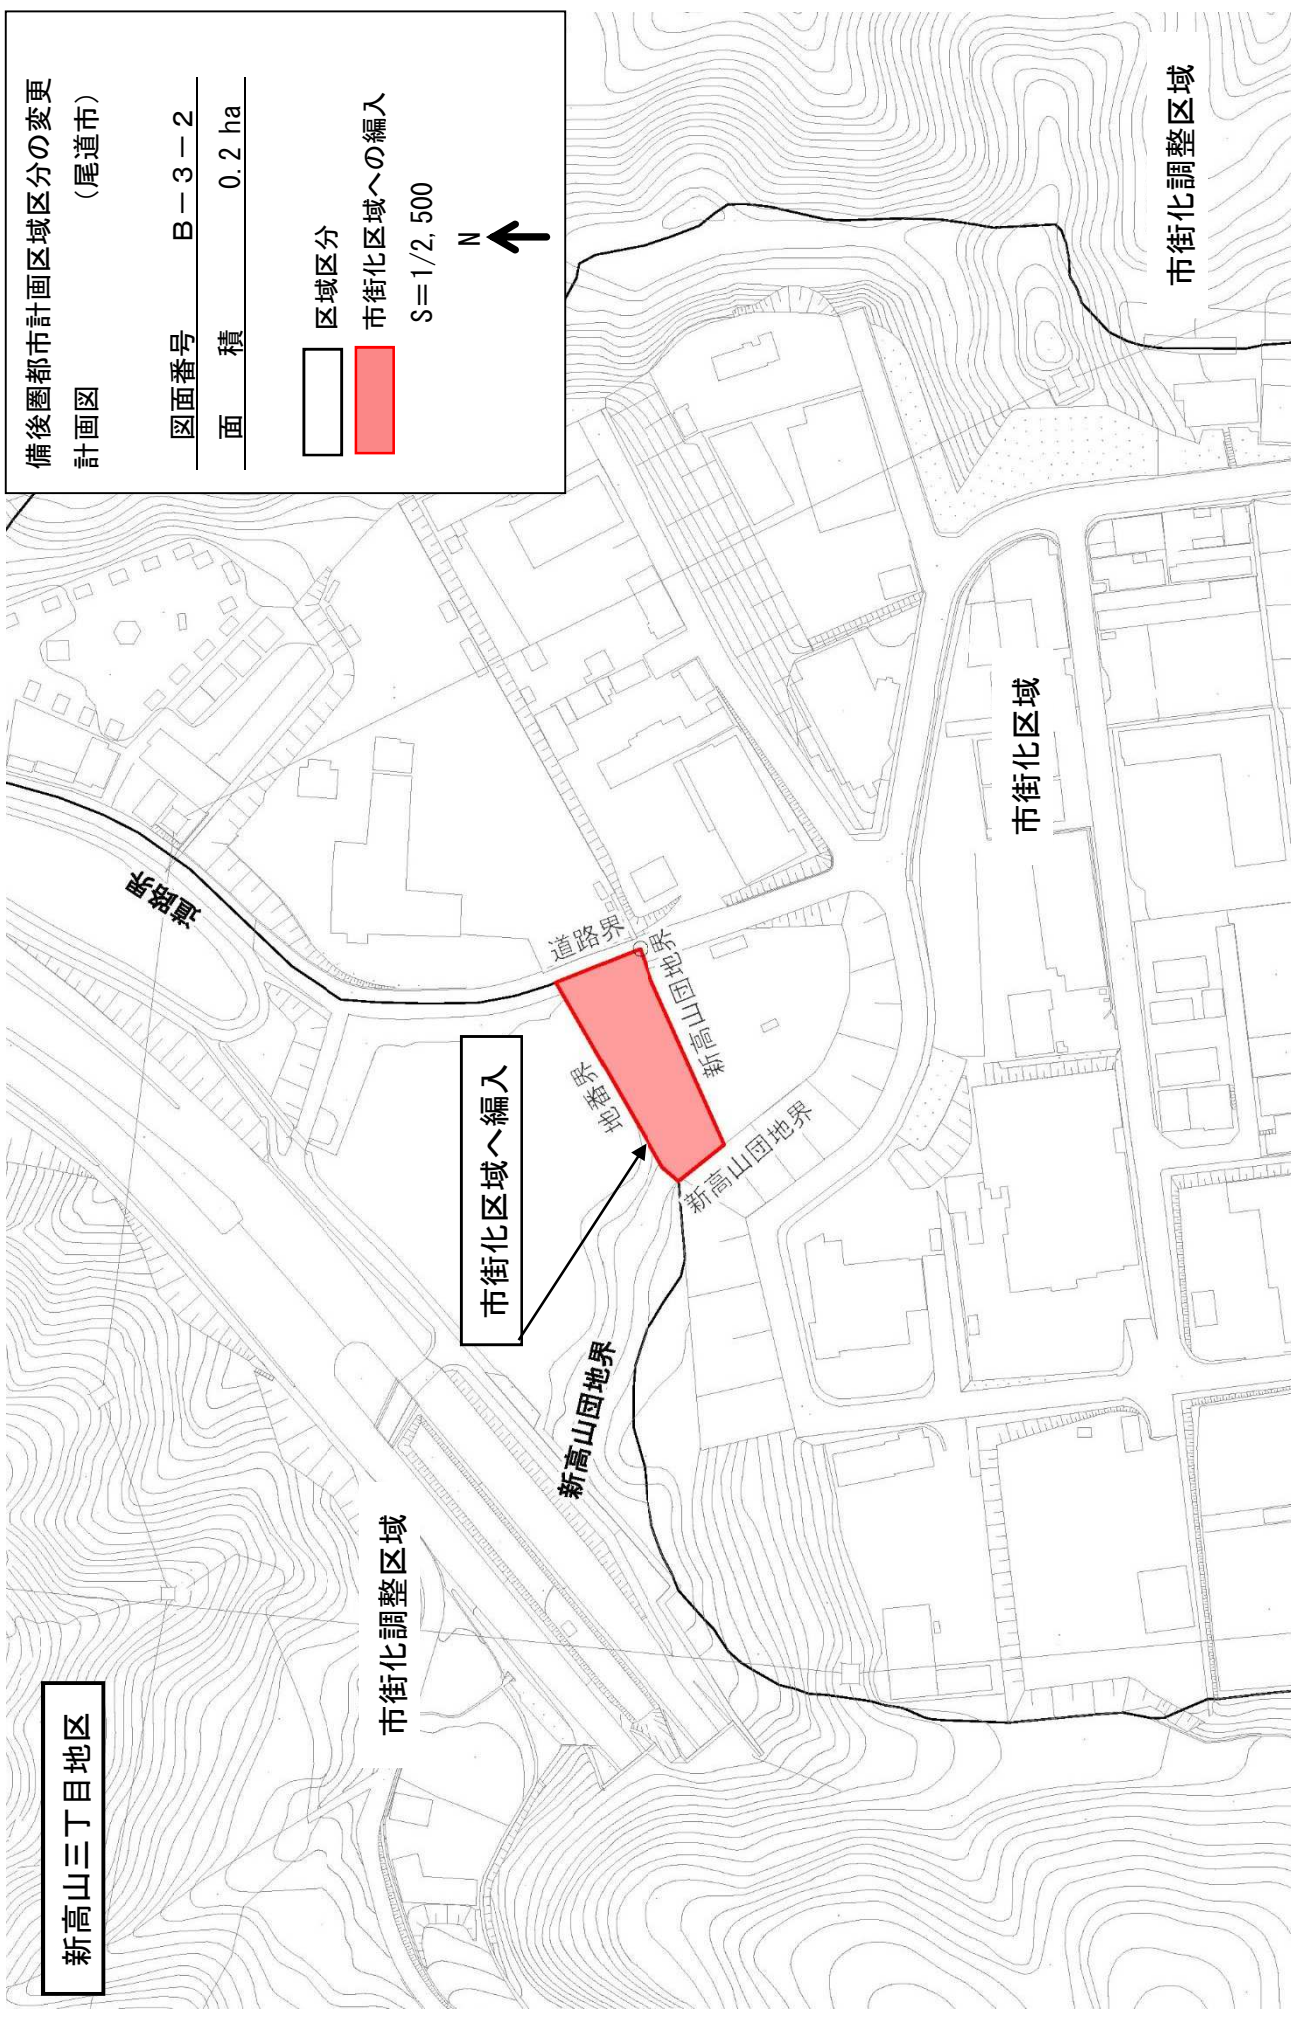 新高山三丁目地区
備後圏都市計画区域区分の変更
計画図 (尾道市)
図面番号 B-3-2
面 積 0.2 ha
区域区分
市街化区域への編入
S=1/2,500
N
道路界
市街化調整区域
市街化区域へ編入
道路界
地番界
新高山団地界
新高山団地界
新高山団地界
市街化区域
市街化調整区域